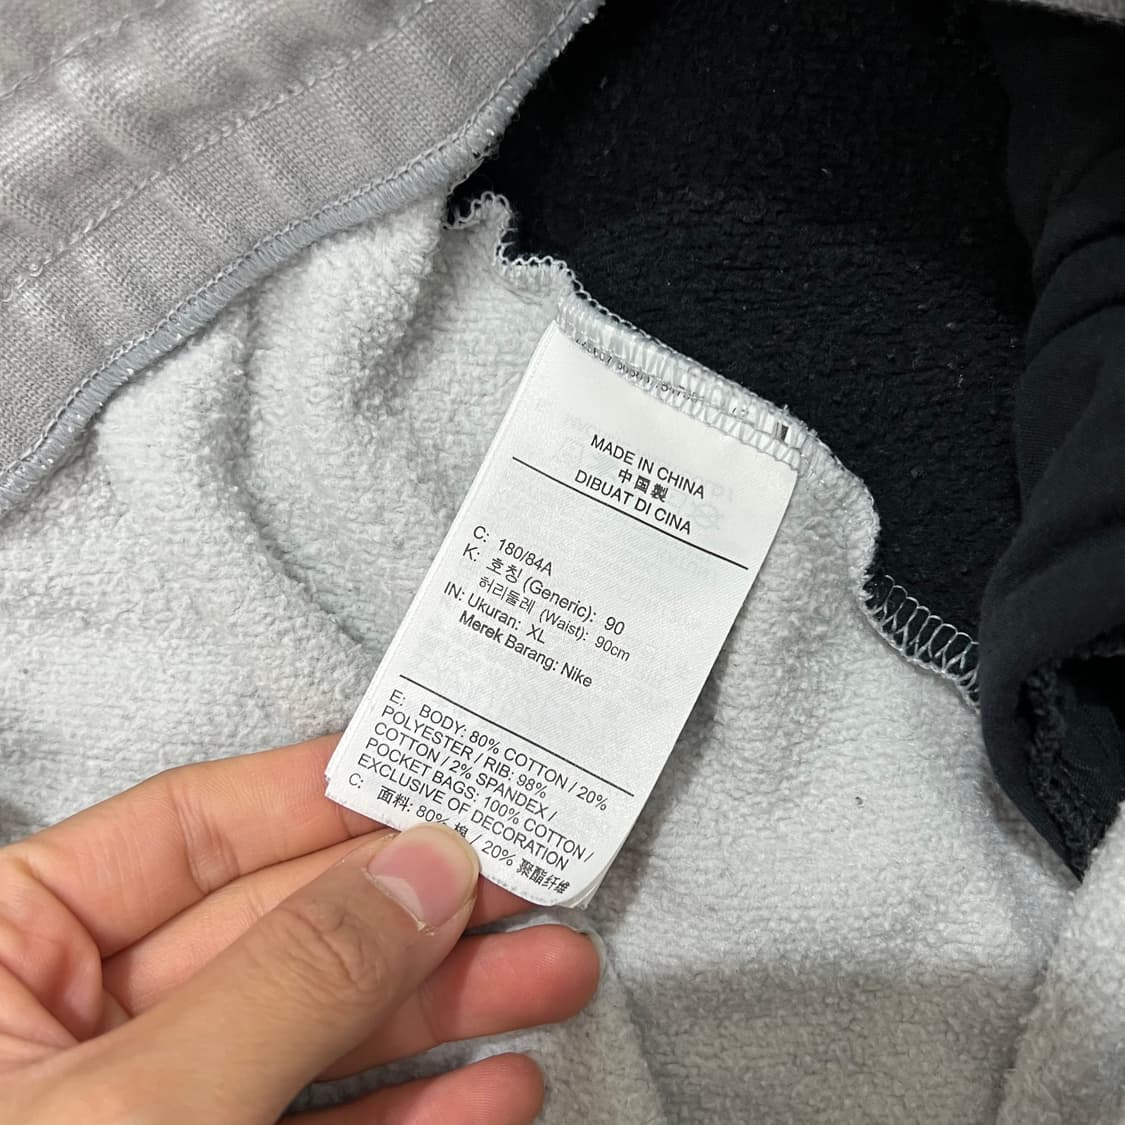 MADE IN CHINA
中国製
DIBUAT DI CINA
C: 180/84A
K: 호칭 (Generic): 90
허리둘레 (Waist): 90cm
IN: Ukuran: XL
Merek Barang: Nike
E: BODY: 80% COTTON / 20%
POLYESTER / RIB: 98%
COTTON / 2% SPANDEX /
POCKET BAGS: 100% COTTON /
EXCLUSIVE OF DECORATION
C: 面料: 80% 棉 / 20% 聚酯纤维